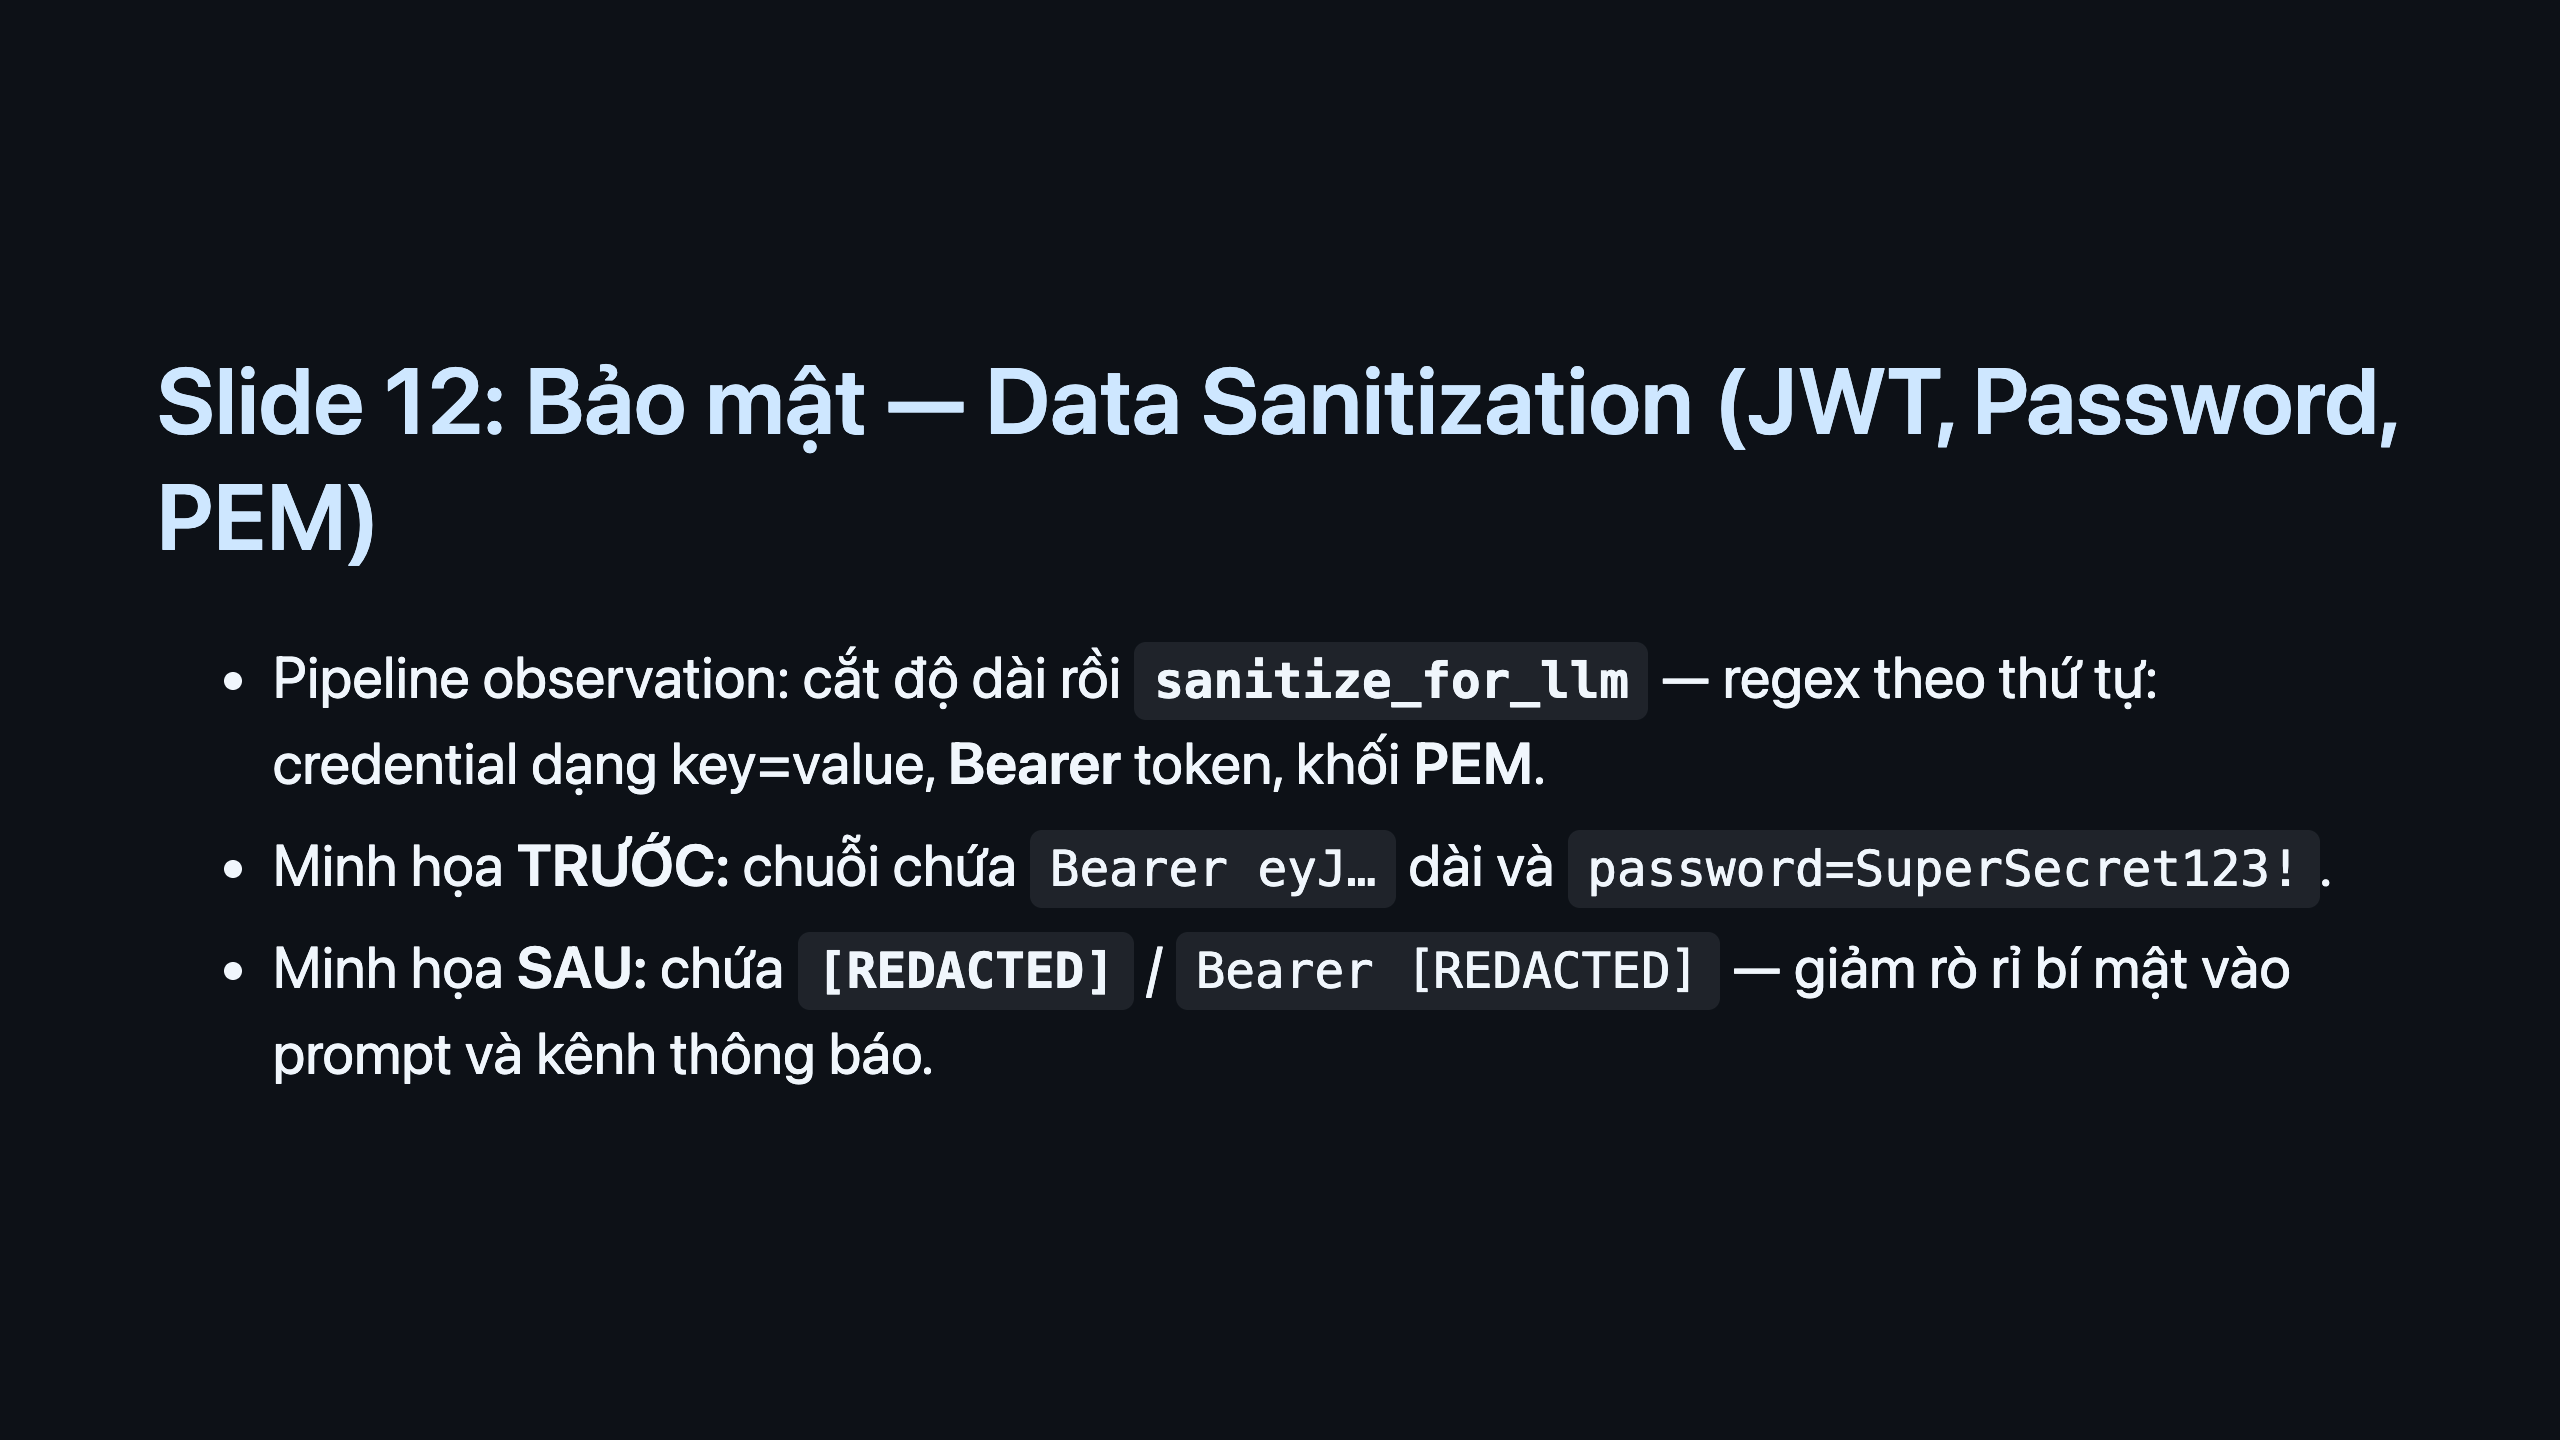 Slide 12: Bảo mật — Data Sanitization (JWT, Password,
PEM)
• Pipeline observation: cắt độ dài rồi sanitize_for_llm — regex theo thứ tự:
credential dạng key=value, Bearer token, khối PEM.
• Minh họa TRƯỚC: chuỗi chứa Bearer eyJ… dài và password=SuperSecret123! .
• Minh họa SAU: chứa [REDACTED] / Bearer [REDACTED] — giảm rò rỉ bí mật vào
prompt và kênh thông báo.